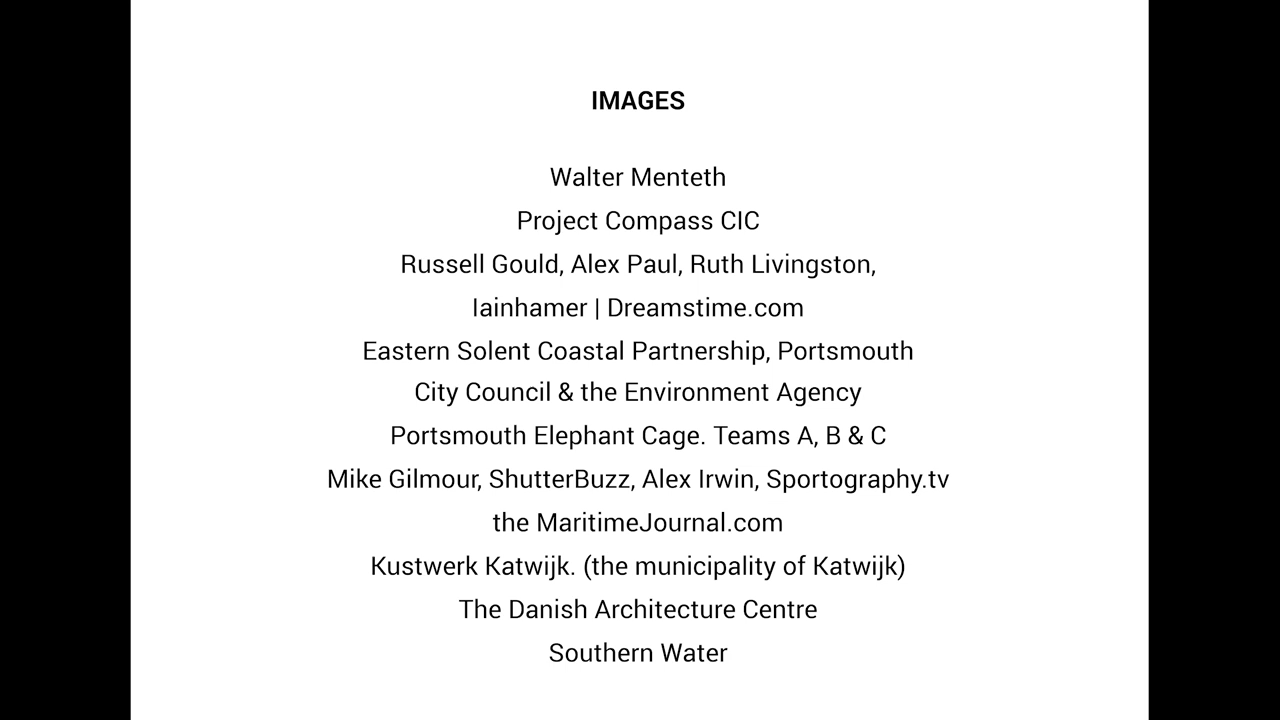 IMAGES
Walter Menteth
Project Compass CIC
Russell Gould, Alex Paul, Ruth Livingston,
Iainhamer | Dreamstime.com
Eastern Solent Coastal Partnership, Portsmouth
City Council & the Environment Agency
Portsmouth Elephant Cage. Teams A, B & C
Mike Gilmour, ShutterBuzz, Alex Irwin, Sportography.tv
the MaritimeJournal.com
Kustwerk Katwijk. (the municipality of Katwijk)
The Danish Architecture Centre
Southern Water